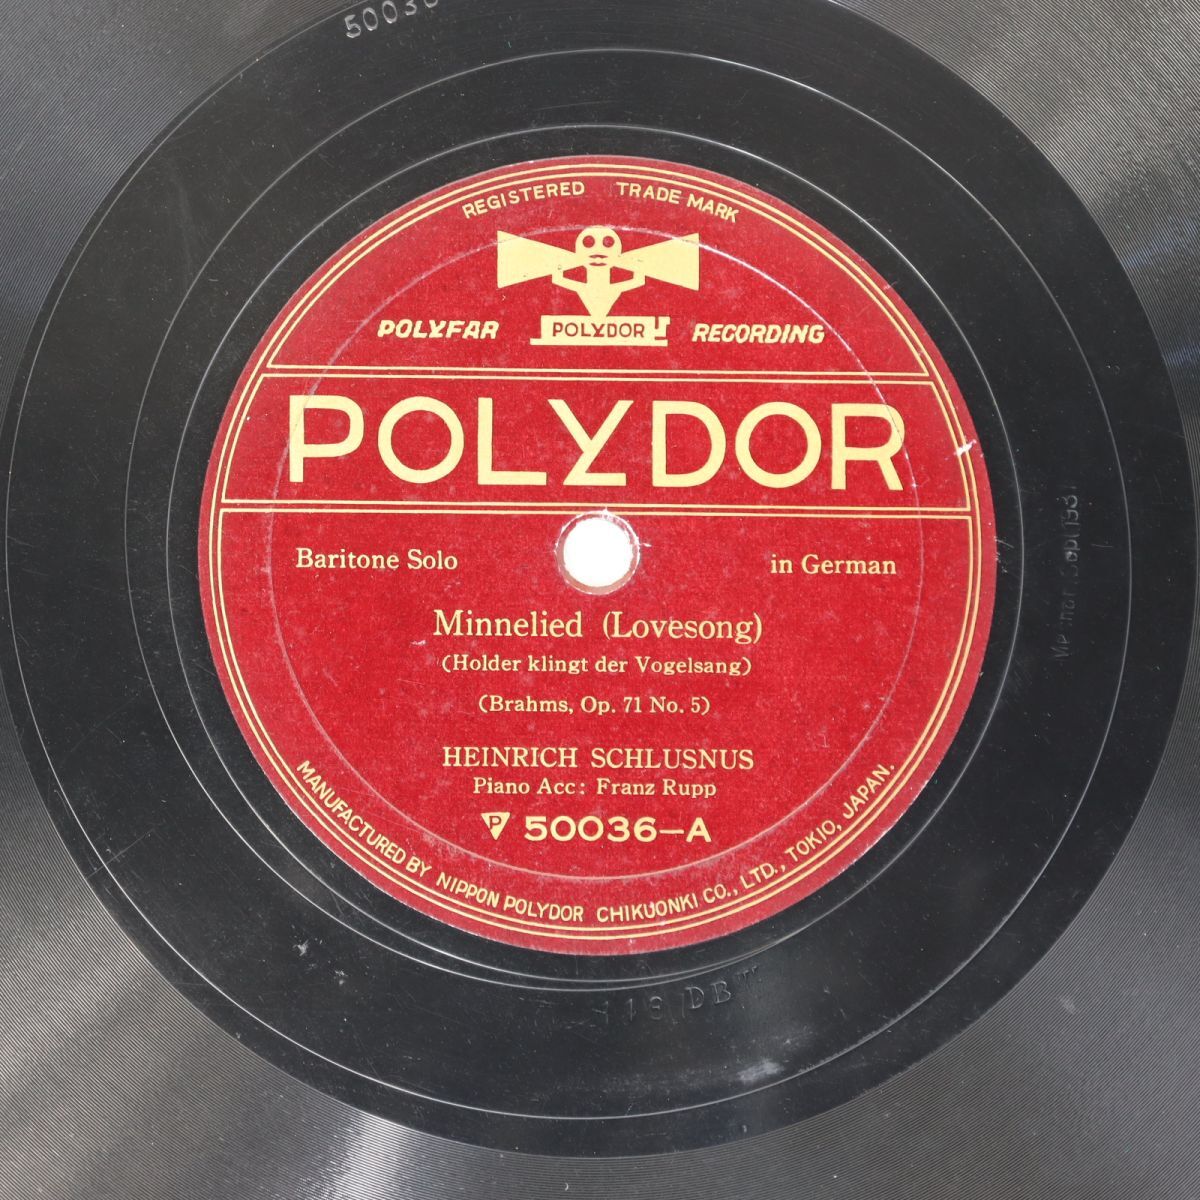 50036
REGISTERED TRADE MARK
POLYFAR POLYDOR RECORDING
POLYDOR
Baritone Solo in German
Minnelied (Lovesong)
(Holder klingt der Vogelsang)
(Brahms, Op. 71 No. 5)
HEINRICH SCHLUSNUS
Piano Acc: Franz Rupp
P 50036-A
MANUFACTURED BY NIPPON POLYDOR CHIKUONKI CO., LTD., TOKIO, JAPAN.